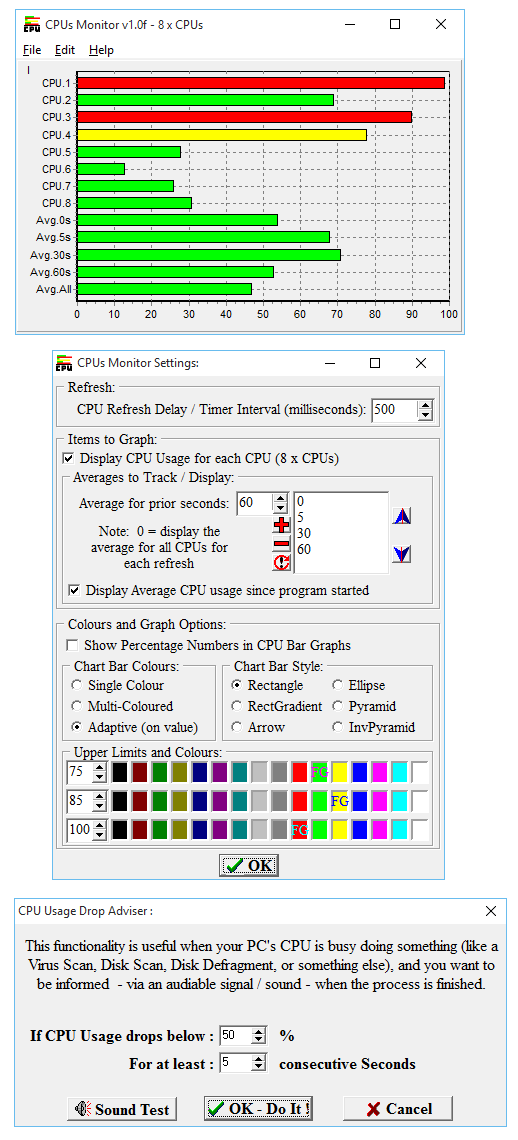 CPUs Monitor v1.0f - 8 x CPUs
File Edit Help
CPU.1
CPU.2
CPU.3
CPU.4
CPU.5
CPU.6
CPU.7
CPU.8
Avg.0s
Avg.5s
Avg.30s
Avg.60s
Avg.All
0 10 20 30 40 50 60 70 80 90 100
CPUs Monitor Settings:
Refresh:
CPU Refresh Delay / Timer Interval (milliseconds): 500
Items to Graph:
Display CPU Usage for each CPU (8 x CPUs)
Averages to Track / Display:
Average for prior seconds: 60
0
5
30
60
Note: 0 = display the
average for all CPUs for
each refresh
Display Average CPU usage since program started
Colours and Graph Options:
Show Percentage Numbers in CPU Bar Graphs
Chart Bar Colours:
Single Colour
Multi-Coloured
Adaptive (on value)
Chart Bar Style:
Rectangle Ellipse
RectGradient Pyramid
Arrow InvPyramid
Upper Limits and Colours:
75 FG
85 FG
100 FG
OK
CPU Usage Drop Adviser :
This functionality is useful when your PC's CPU is busy doing something (like a
Virus Scan, Disk Scan, Disk Defragment, or something else), and you want to
be informed - via an audiable signal / sound - when the process is finished.
If CPU Usage drops below : 50 %
For at least : 5 consecutive Seconds
Sound Test OK - Do It ! Cancel